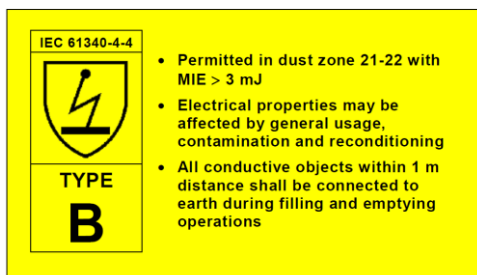 IEC 61340-4-4
TYPE
B
• Permitted in dust zone 21-22 with
MIE > 3 mJ
• Electrical properties may be
affected by general usage,
contamination and reconditioning
• All conductive objects within 1 m
distance shall be connected to
earth during filling and emptying
operations